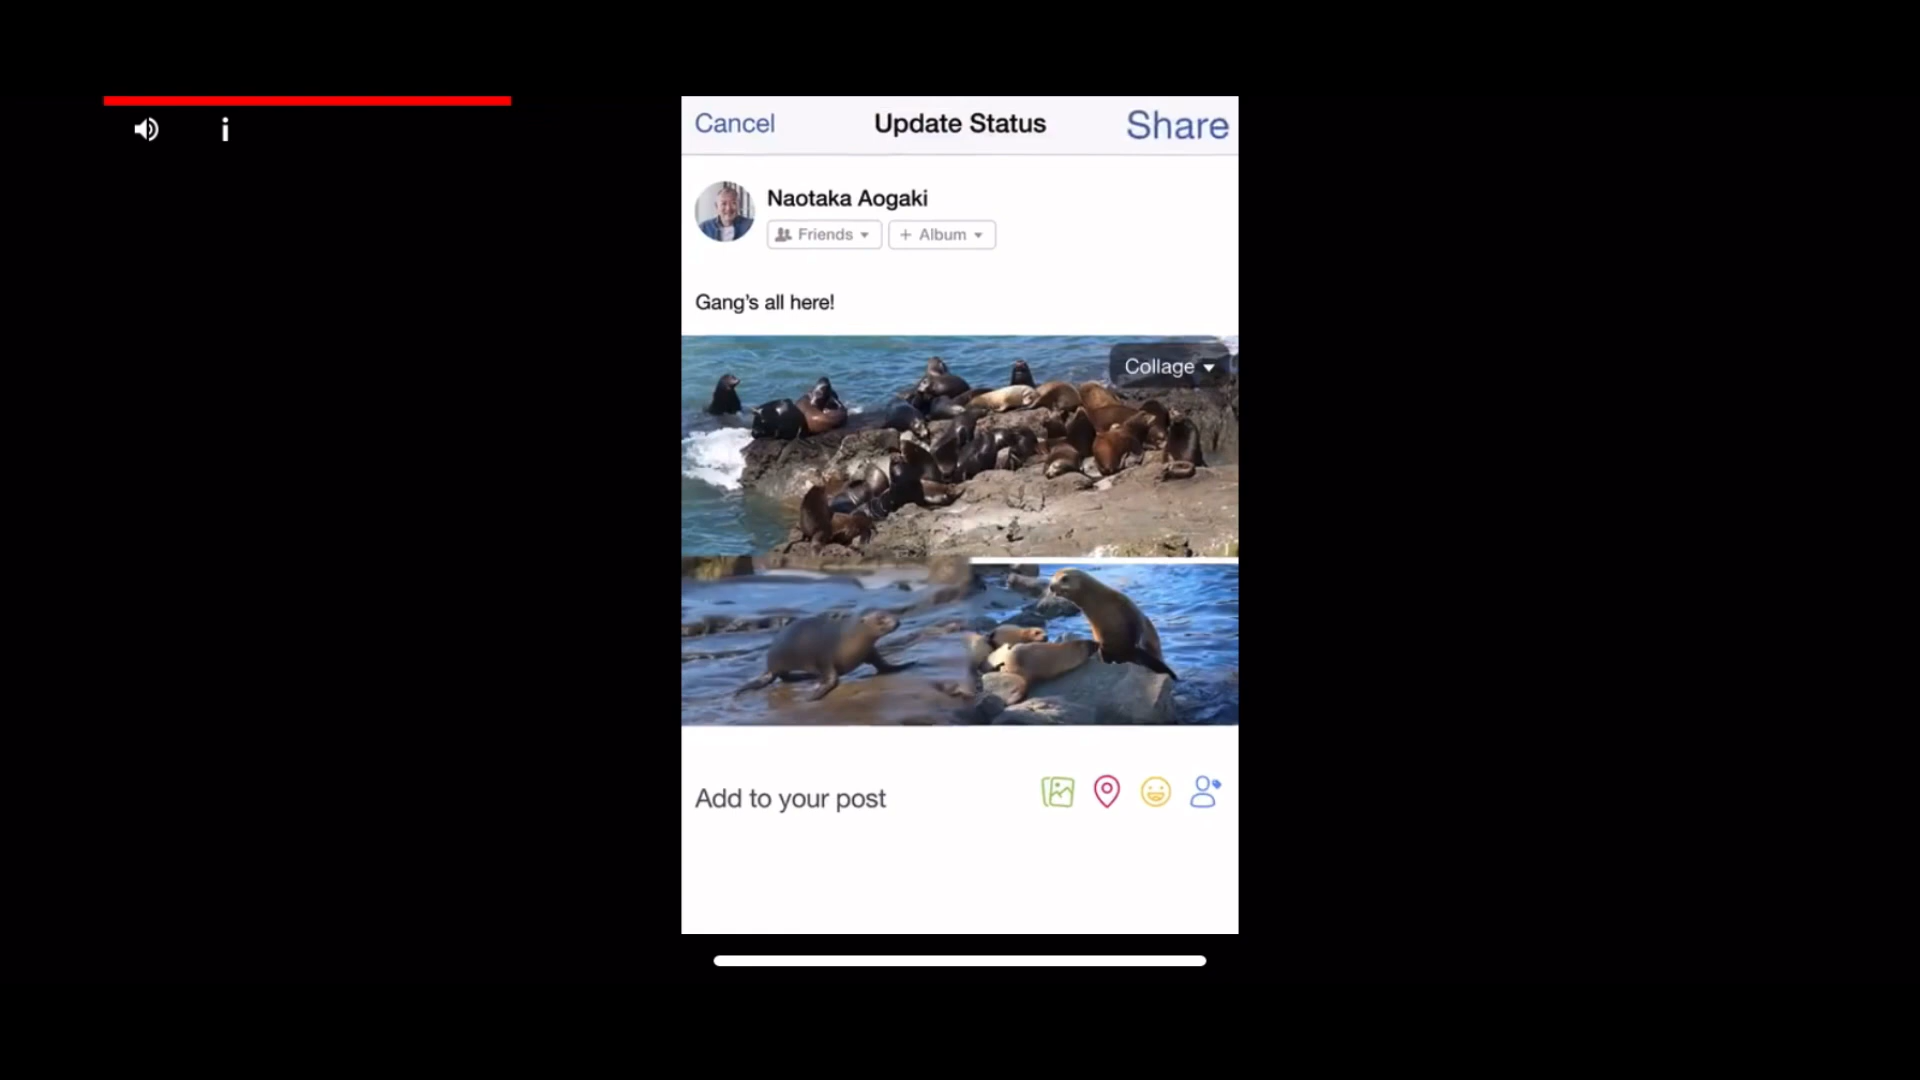 Cancel
Update Status
Share
Naotaka Aogaki
Friends
+ Album
Gang's all here!
Collage
Add to your post